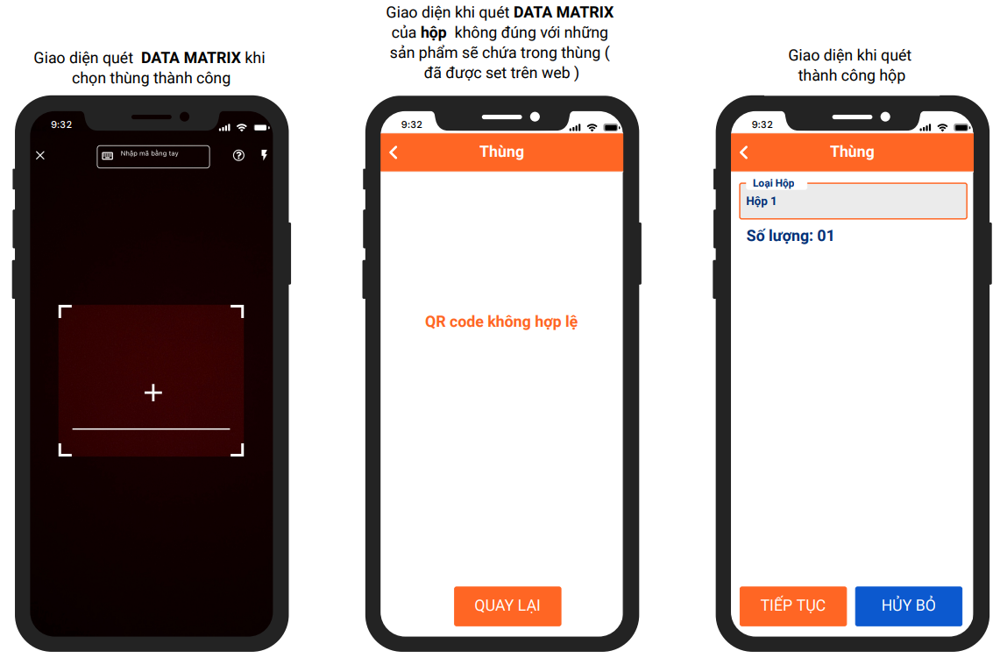 Giao diện quét DATA MATRIX khi
chọn thùng thành công
9:32
Nhập mã bằng tay
Giao diện khi quét DATA MATRIX
của hộp không đúng với những
sản phẩm sẽ chứa trong thùng (
đã được set trên web )
9:32
Thùng
QR code không hợp lệ
QUAY LẠI
Giao diện khi quét
thành công hộp
9:32
Thùng
Loại Hộp
Hộp 1
Số lượng: 01
TIẾP TỤC
HỦY BỎ